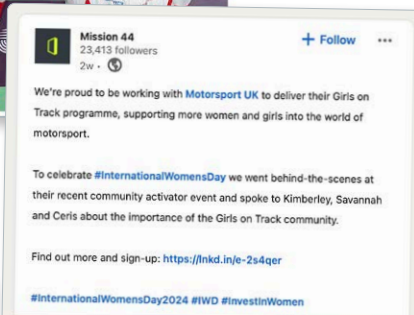 Mission 44
+ Follow
23,413 followers
2w •
We're proud to be working with Motorsport UK to deliver their Girls on
Track programme, supporting more women and girls into the world of
motorsport.
To celebrate #InternationalWomensDay we went behind-the-scenes at
their recent community activator event and spoke to Kimberley, Savannah
and Ceris about the importance of the Girls on Track community.
Find out more and sign-up: https://lnkd.in/e-2s4qer
#InternationalWomensDay2024 #IWD #InvestInWomen